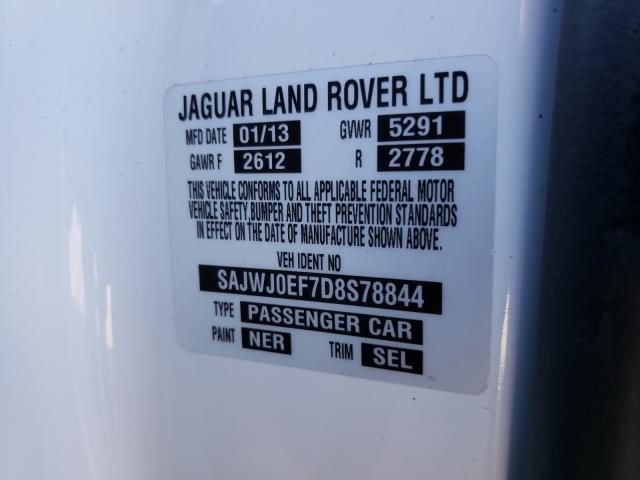 JAGUAR LAND ROVER LTD
MFD DATE 01/13 GVWR 5291
GAWR F 2612 R 2778
THIS VEHICLE CONFORMS TO ALL APPLICABLE FEDERAL MOTOR
VEHICLE SAFETY,BUMPER AND THEFT PREVENTION STANDARDS
IN EFFECT ON THE DATE OF MANUFACTURE SHOWN ABOVE.
VEH IDENT NO
SAJWJ0EF7D8S78844
TYPE PASSENGER CAR
PAINT NER TRIM SEL